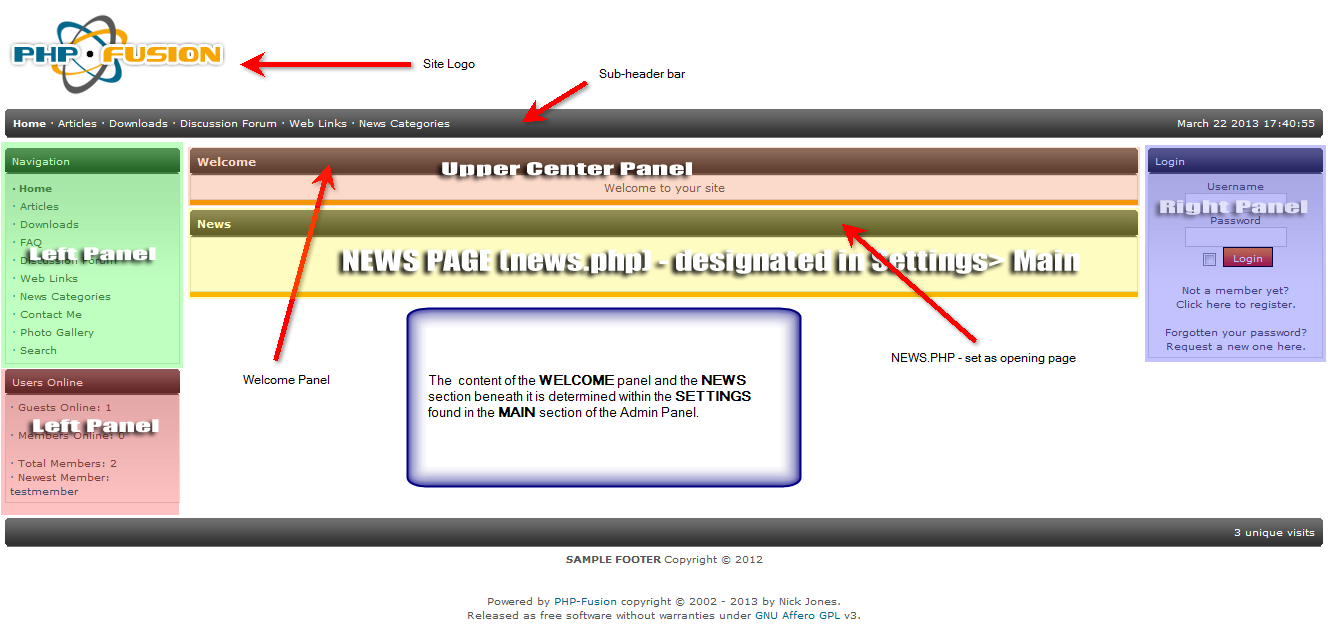 PHP·FUSION
Site Logo
Sub-header bar
Home · Articles · Downloads · Discussion Forum · Web Links · News Categories
March 22 2013 17:40:55
Navigation
· Home
· Articles
· Downloads
· FAQ
· Discussion Forum
· Web Links
· News Categories
· Contact Me
· Photo Gallery
· Search
Left Panel
Users Online
· Guests Online: 1
· Members Online: 0
· Total Members: 2
· Newest Member:
testmember
Left Panel
Welcome
Upper Center Panel
Welcome to your site
News
NEWS PAGE (news.php) - designated in Settings> Main
Welcome Panel
NEWS.PHP - set as opening page
The content of the WELCOME panel and the NEWS
section beneath it is determined within the SETTINGS
found in the MAIN section of the Admin Panel.
Login
Username
Right Panel
Password
Login
Not a member yet?
Click here to register.
Forgotten your password?
Request a new one here.
3 unique visits
SAMPLE FOOTER Copyright © 2012
Powered by PHP-Fusion copyright © 2002 - 2013 by Nick Jones.
Released as free software without warranties under GNU Affero GPL v3.